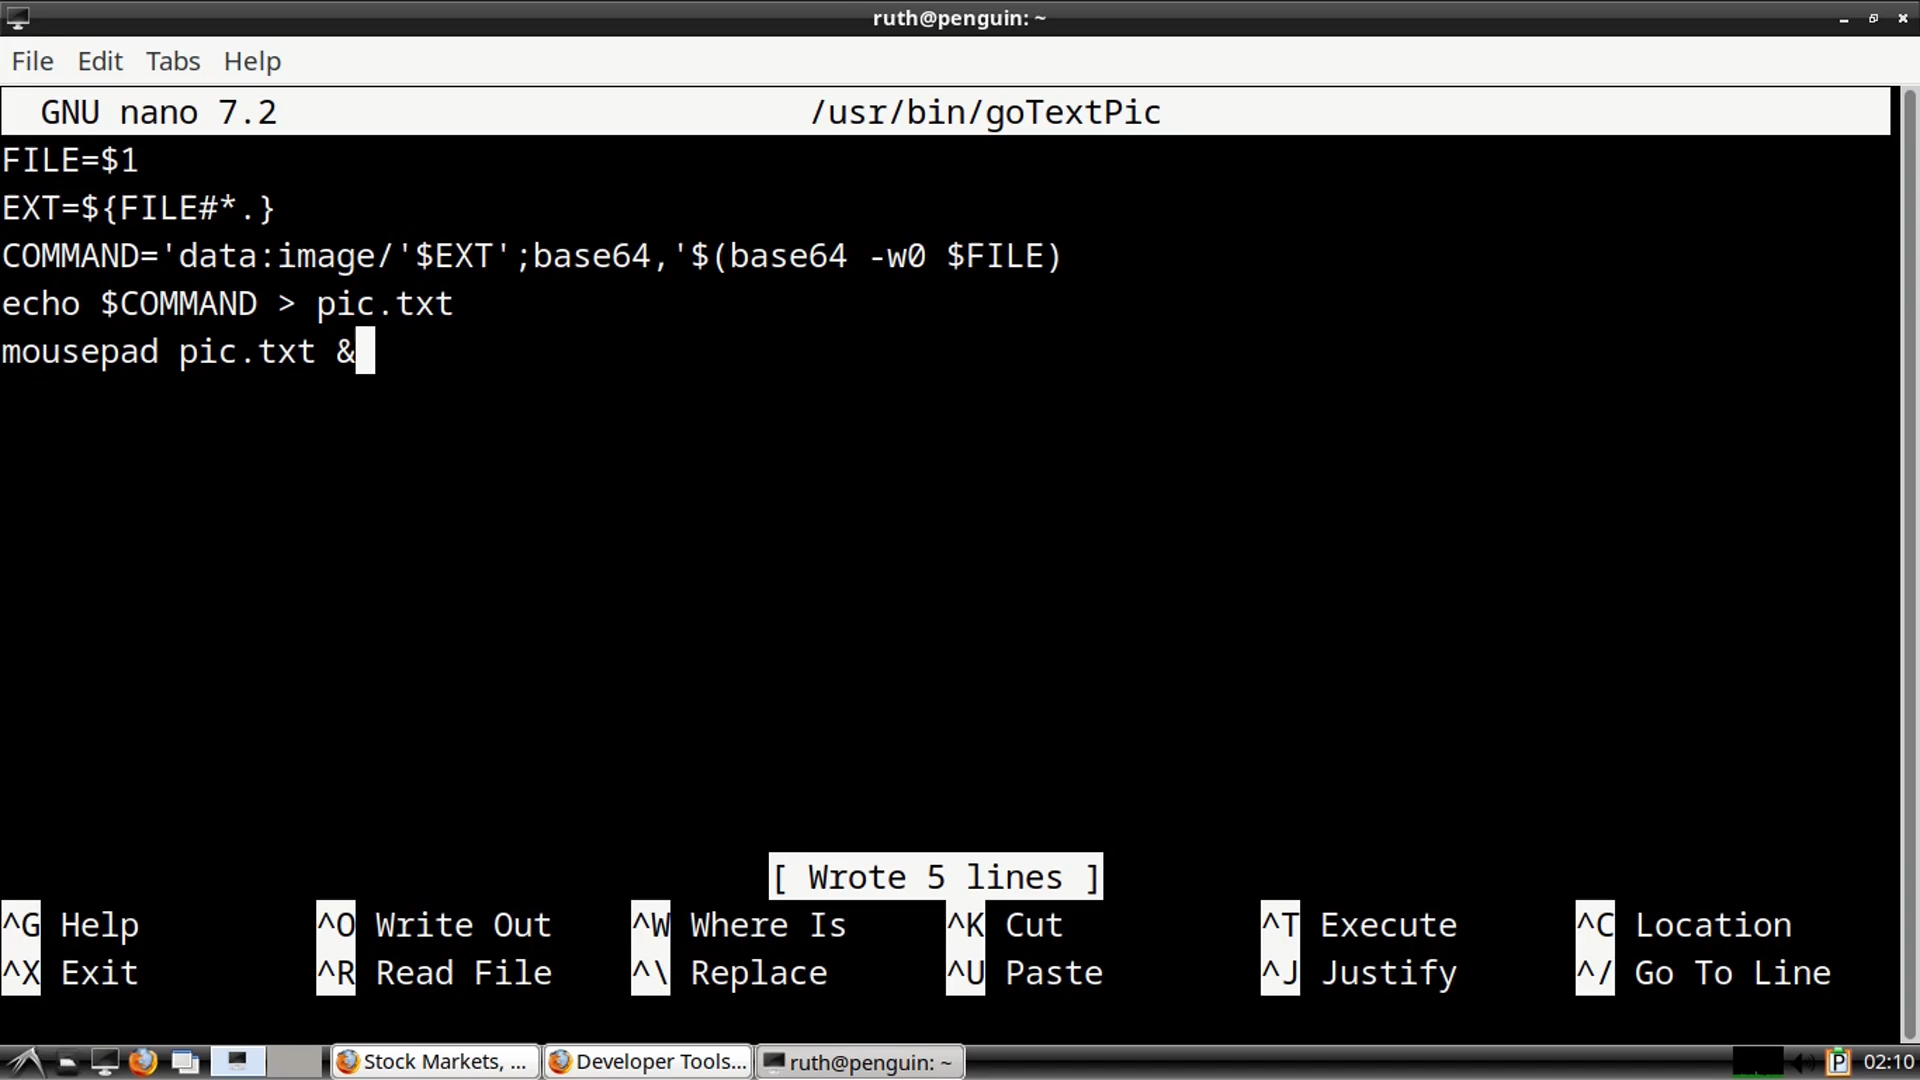 ruth@penguin: ~
File Edit Tabs Help
GNU nano 7.2 /usr/bin/goTextPic
FILE=$1
EXT=${FILE#*.}
COMMAND='data:image/'$EXT';base64,'$(base64 -w0 $FILE)
echo $COMMAND > pic.txt
mousepad pic.txt &
[ Wrote 5 lines ]
^G Help ^O Write Out ^W Where Is ^K Cut ^T Execute ^C Location
^X Exit ^R Read File ^\ Replace ^U Paste ^J Justify ^/ Go To Line
Stock Markets, ... Developer Tools... ruth@penguin: ~ P 02:10